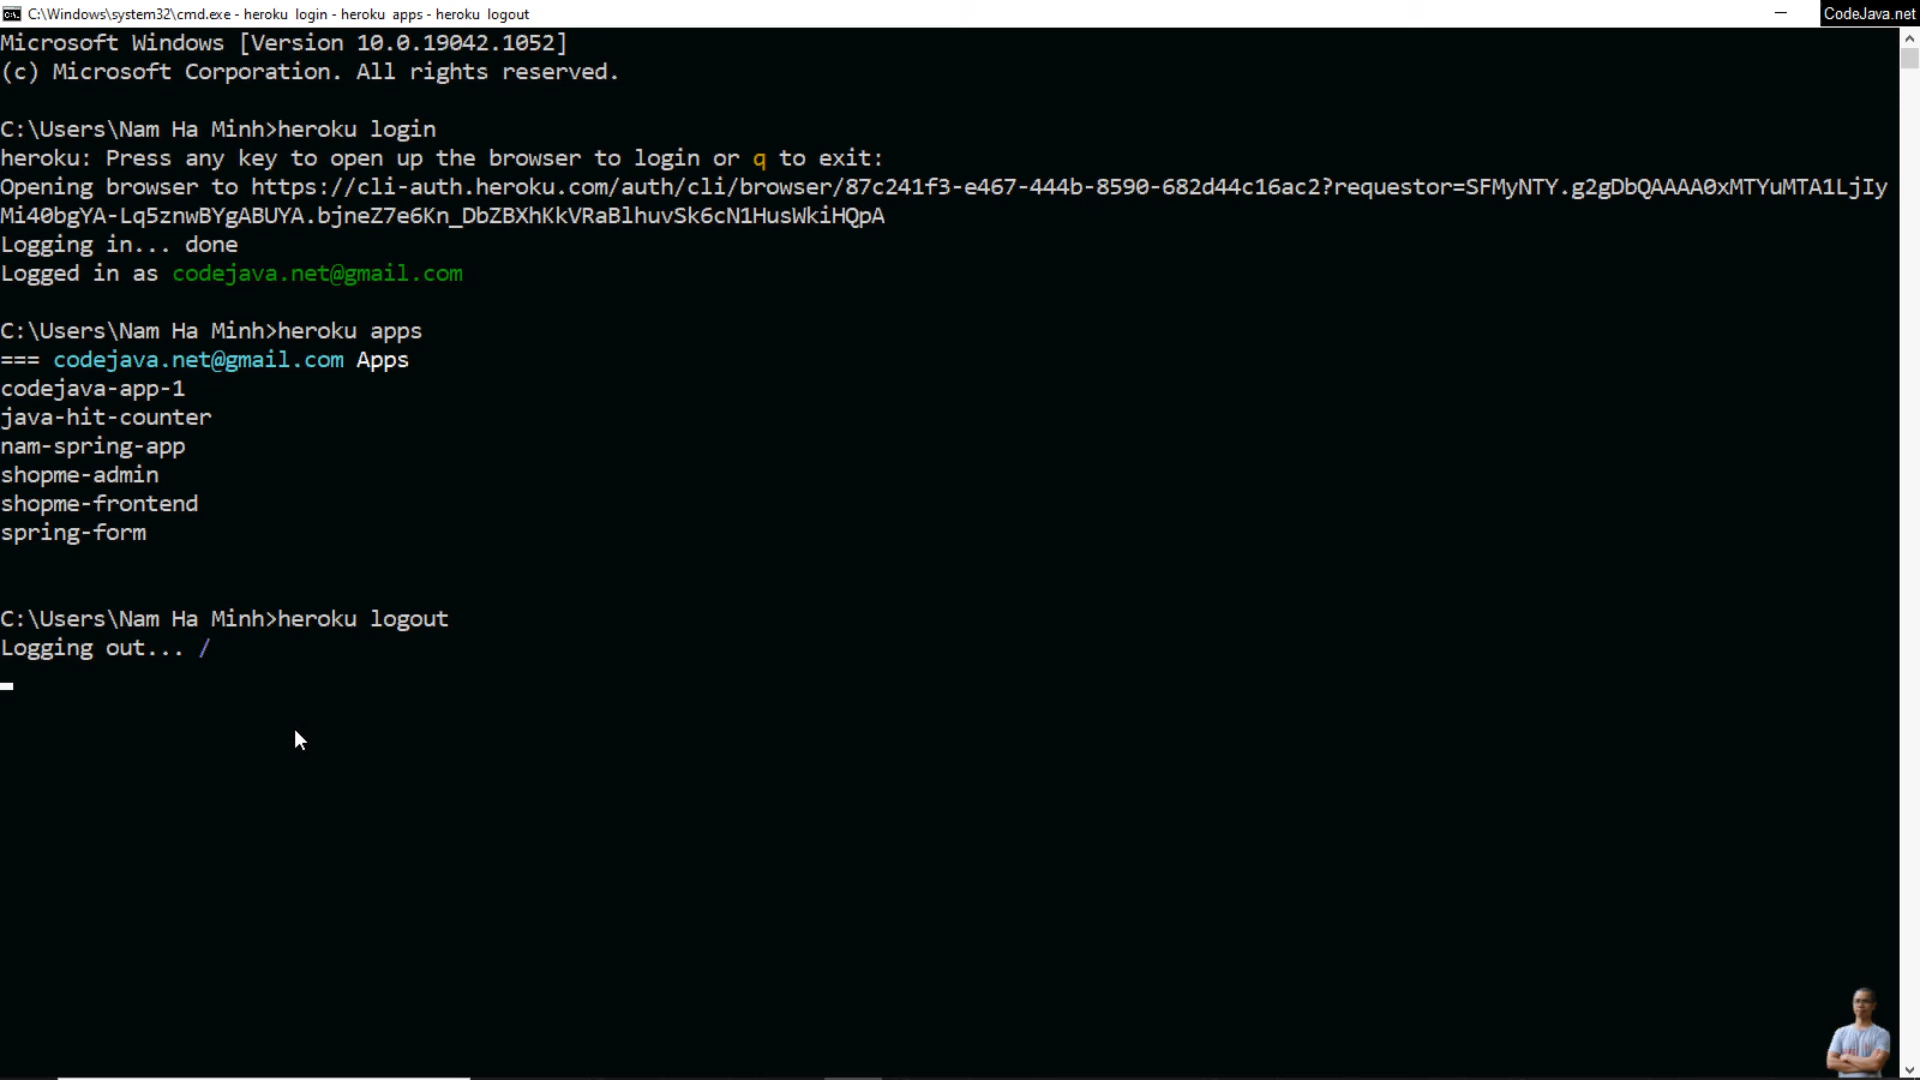 C:\Windows\system32\cmd.exe - heroku login - heroku apps - heroku logout
CodeJava.net
Microsoft Windows [Version 10.0.19042.1052]
(c) Microsoft Corporation. All rights reserved.
C:\Users\Nam Ha Minh>heroku login
heroku: Press any key to open up the browser to login or q to exit:
Opening browser to https://cli-auth.heroku.com/auth/cli/browser/87c241f3-e467-444b-8590-682d44c16ac2?requestor=SFMyNTY.g2gDbQAAAA0xMTYuMTA1LjIy
Mi40bgYA-Lq5znwBYgABUYA.bjneZ7e6Kn_DbZBXhKkVRaBlhuvSk6cN1HusWkiHQpA
Logging in... done
Logged in as codejava.net@gmail.com
C:\Users\Nam Ha Minh>heroku apps
=== codejava.net@gmail.com Apps
codejava-app-1
java-hit-counter
nam-spring-app
shopme-admin
shopme-frontend
spring-form
C:\Users\Nam Ha Minh>heroku logout
Logging out... /